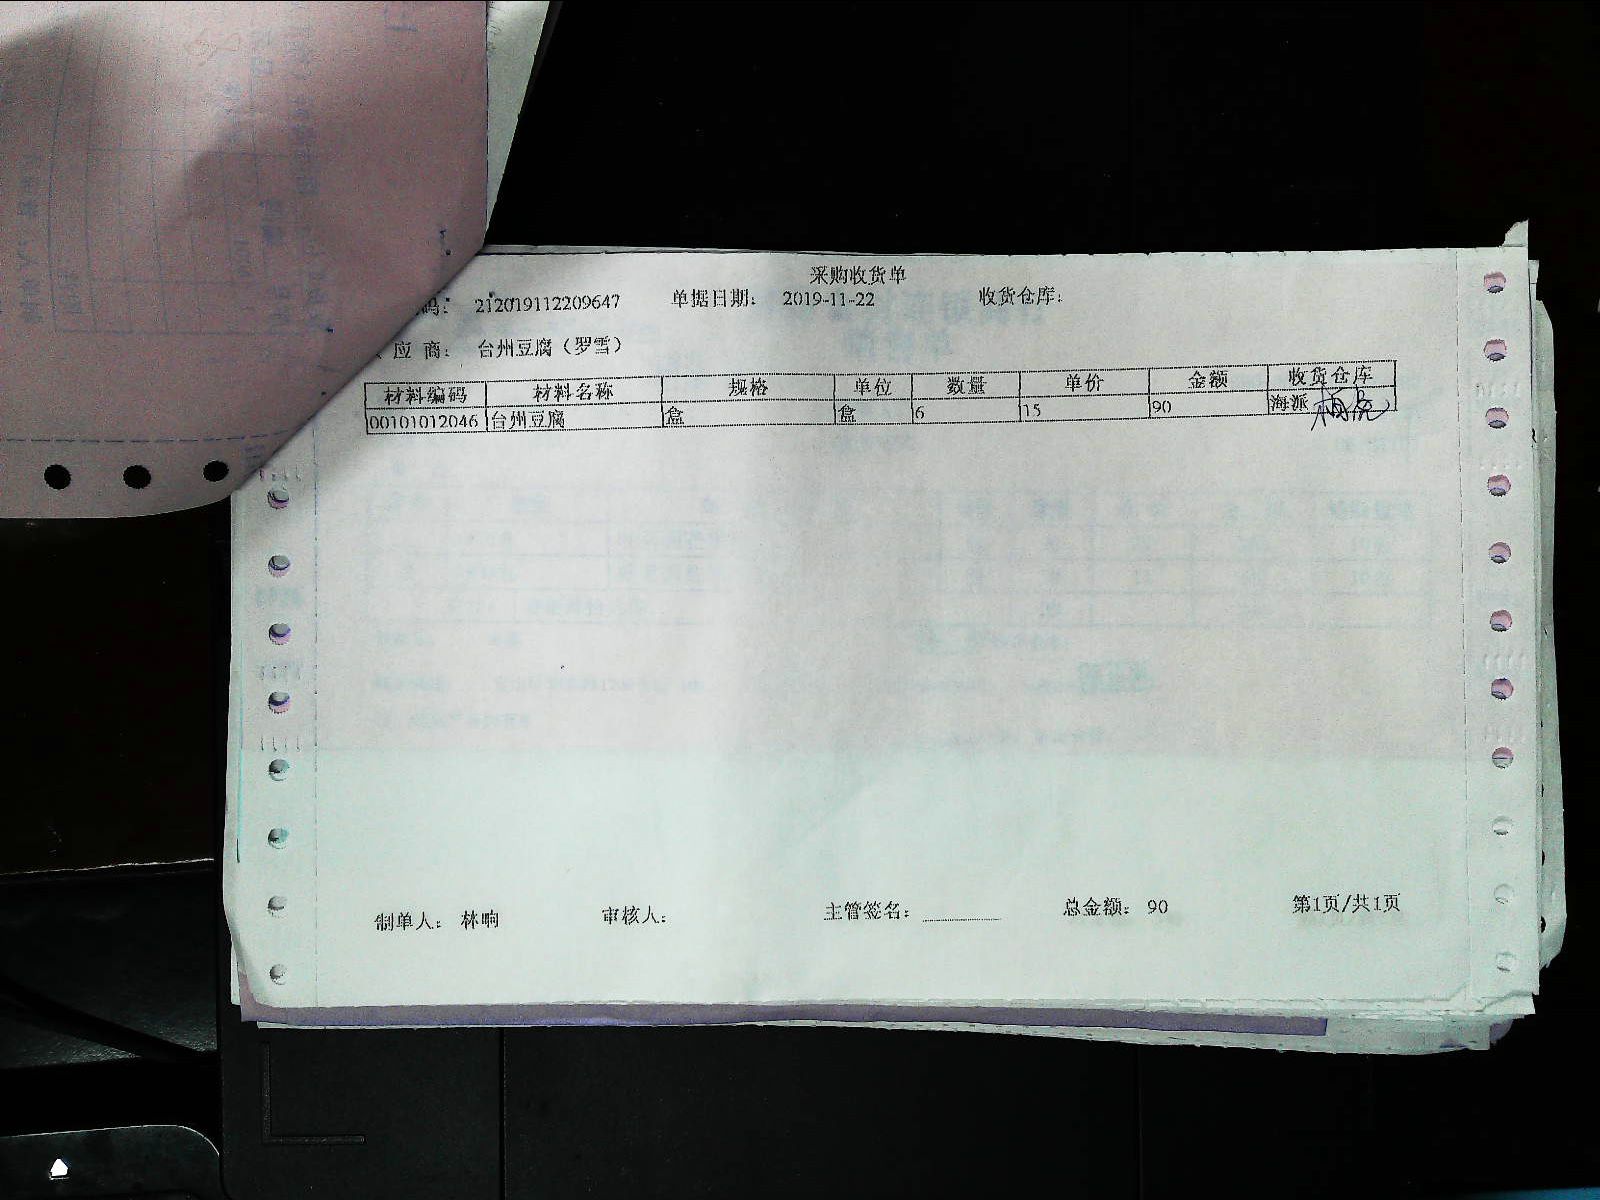 采购收货单
码： 212019112209647 单据日期： 2019-11-22 收货仓库：
应 商： 台州豆腐（罗雪）
材料编码 材料名称 规格 单位 数量 单价 金额 收货仓库
00101012046 台州豆腐 盒 盒 6 15 90 海派
制单人： 林响 审核人： 主管签名： 总金额： 90 第1页/共1页